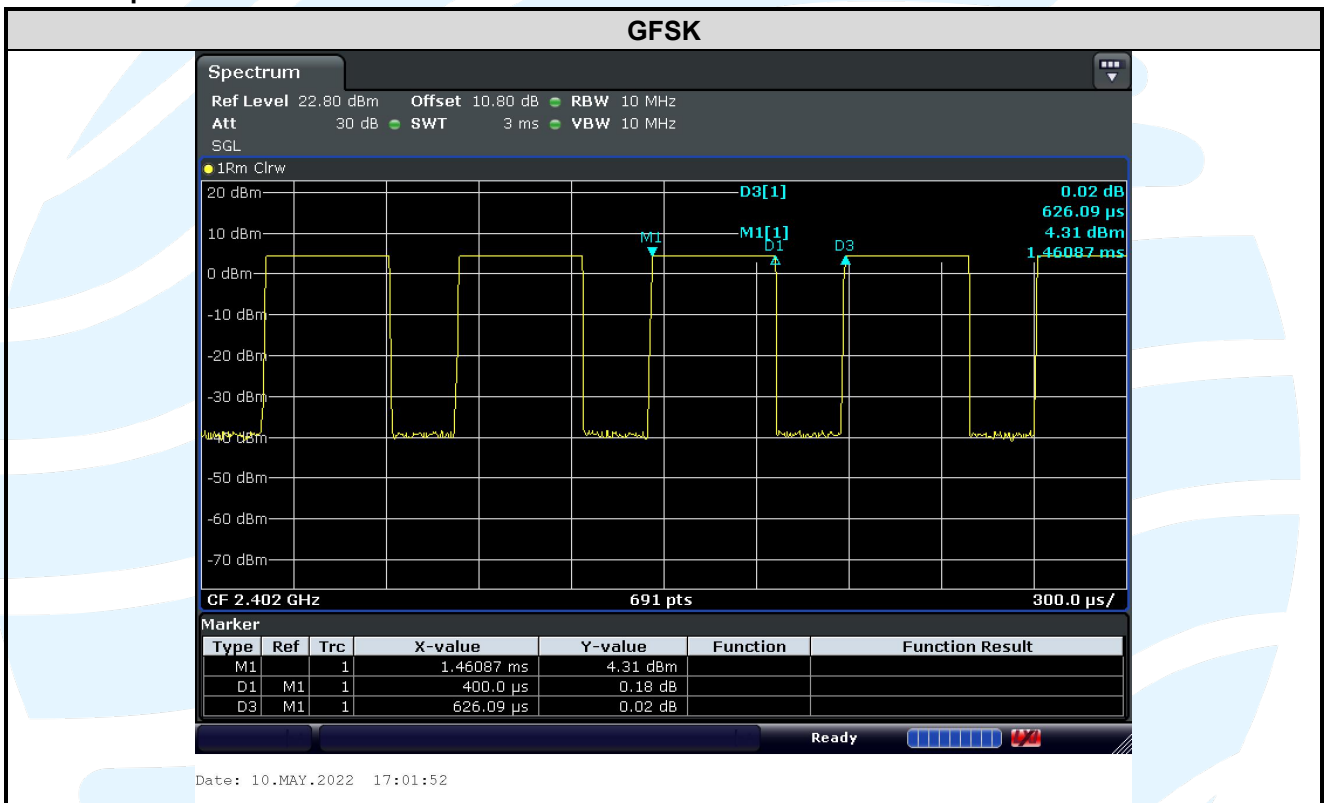 GFSK
Spectrum
Ref Level 22.80 dBm Offset 10.80 dB RBW 10 MHz
Att 30 dB SWT 3 ms VBW 10 MHz
SGL
1Rm Clrw
20 dBm D3[1] 0.02 dB
626.09 µs
10 dBm M1[1] 4.31 dBm
M1 D1 D3 1.46087 ms
0 dBm
-10 dBm
-20 dBm
-30 dBm
-40 dBm
-50 dBm
-60 dBm
-70 dBm
CF 2.402 GHz 691 pts 300.0 µs/
Marker
Type Ref Trc X-value Y-value Function Function Result
M1 1 1.46087 ms 4.31 dBm
D1 M1 1 400.0 µs 0.18 dB
D3 M1 1 626.09 µs 0.02 dB
Ready
Date: 10.MAY.2022 17:01:52